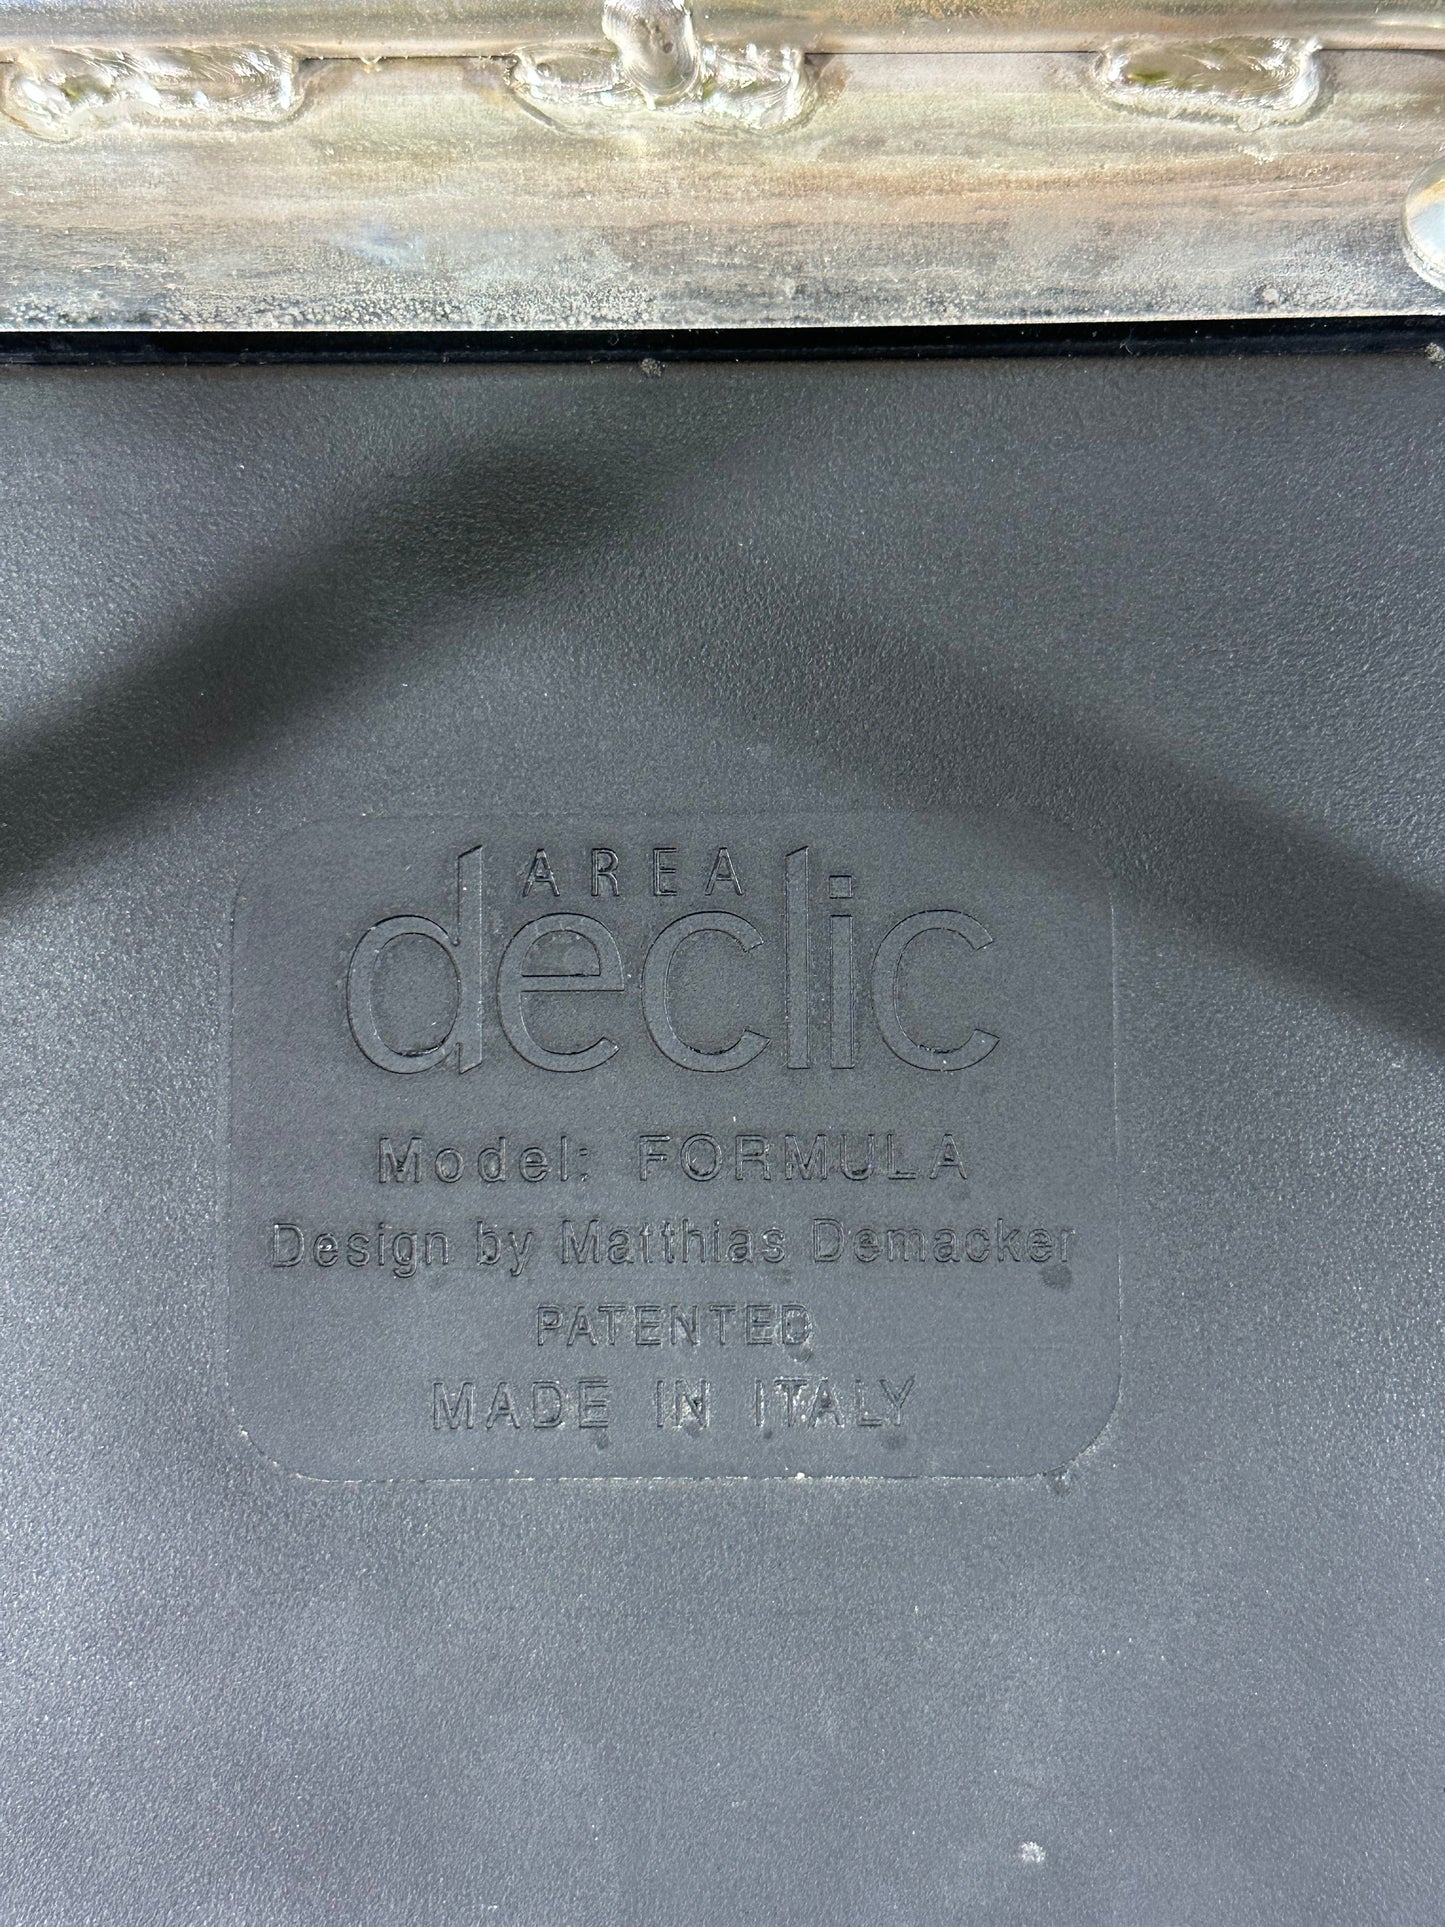 AREA
declic
Model: FORMULA
Design by Matthias Demacker
PATENTED
MADE IN ITALY